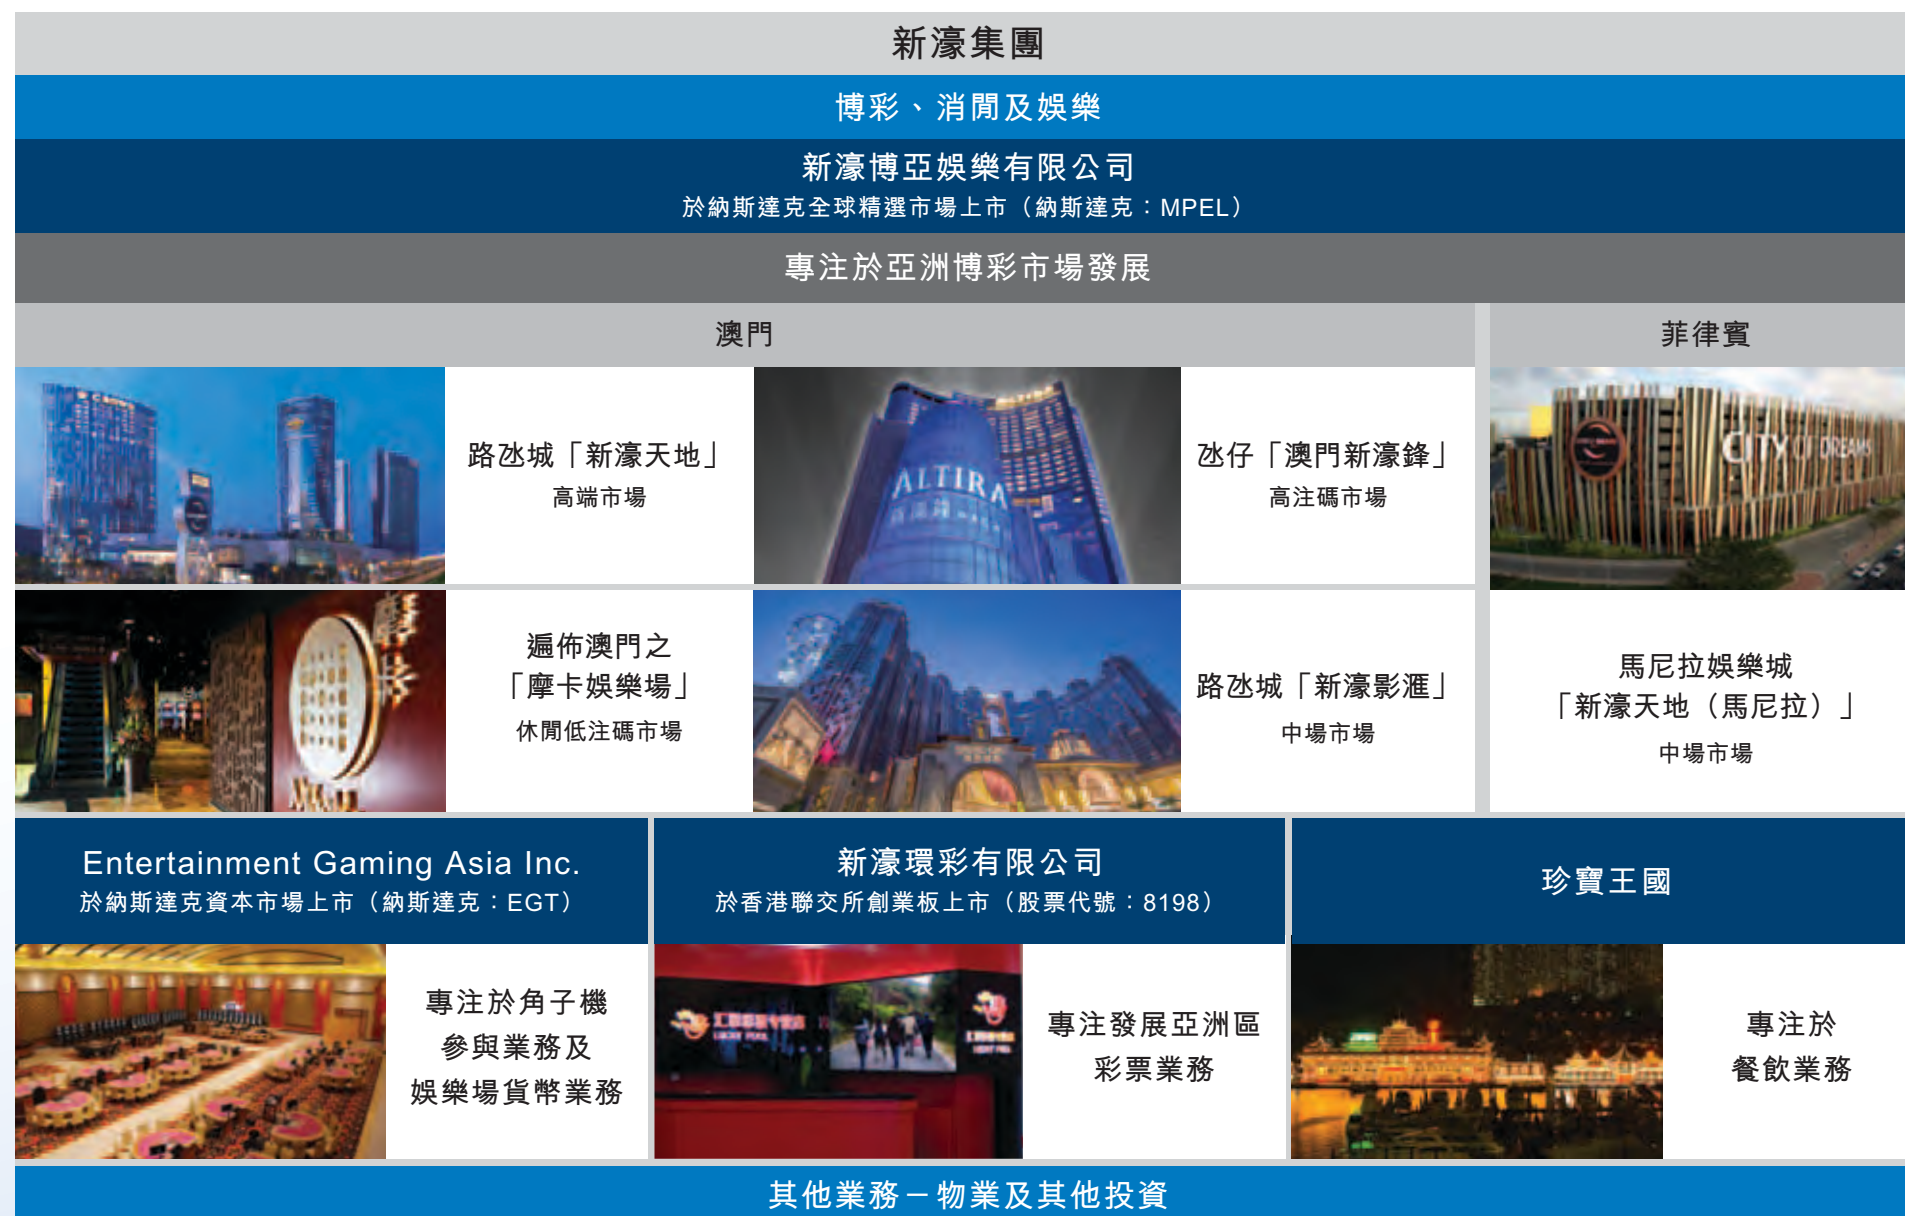 新濠集團
博彩、消閒及娛樂
新濠博亞娛樂有限公司
於納斯達克全球精選市場上市（納斯達克：MPEL）
專注於亞洲博彩市場發展
澳門
菲律賓
路氹城「新濠天地」
高端市場
ALTIRA
氹仔「澳門新濠鋒」
高注碼市場
CITY OF DREAMS
遍佈澳門之
「摩卡娛樂場」
休閒低注碼市場
路氹城「新濠影滙」
中場市場
馬尼拉娛樂城
「新濠天地（馬尼拉）」
中場市場
Entertainment Gaming Asia Inc.
於納斯達克資本市場上市（納斯達克：EGT）
新濠環彩有限公司
於香港聯交所創業板上市（股票代號：8198）
珍寶王國
專注於角子機
參與業務及
娛樂場貨幣業務
專注發展亞洲區
彩票業務
專注於
餐飲業務
其他業務－物業及其他投資